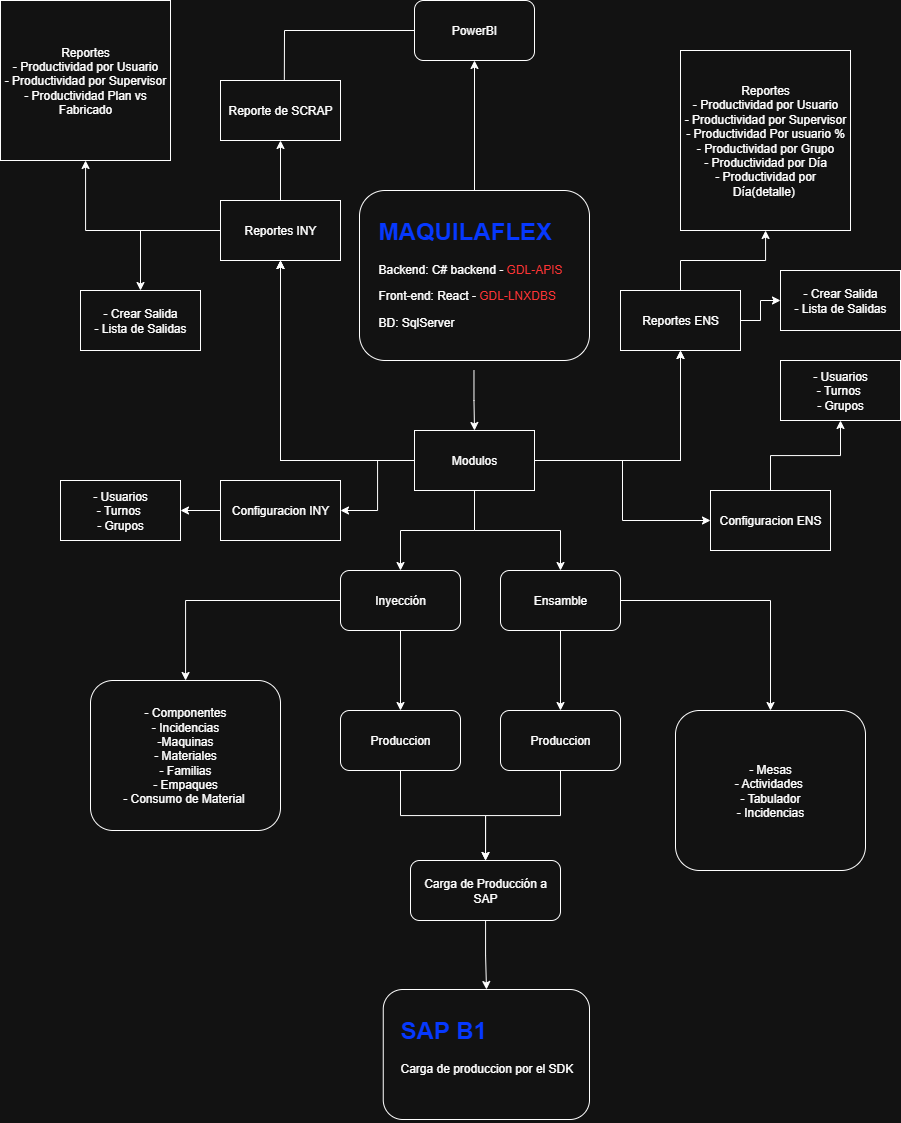 PowerBI
Reportes
- Productividad por Usuario
- Productividad por Supervisor
- Productividad Plan vs
Fabricado
Reporte de SCRAP
Reportes
- Productividad por Usuario
- Productividad por Supervisor
- Productividad Por usuario %
- Productividad por Grupo
- Productividad por Día
- Productividad por
Día(detalle)
Reportes INY
MAQUILAFLEX
Backend: C# backend - GDL-APIS
Front-end: React - GDL-LNXDBS
BD: SqlServer
- Crear Salida
- Lista de Salidas
Reportes ENS
- Crear Salida
- Lista de Salidas
- Usuarios
- Turnos
- Grupos
Modulos
- Usuarios
- Turnos
- Grupos
Configuracion INY
Configuracion ENS
Inyección
Ensamble
- Componentes
- Incidencias
-Maquinas
- Materiales
- Familias
- Empaques
- Consumo de Material
Produccion
Produccion
- Mesas
- Actividades
- Tabulador
- Incidencias
Carga de Producción a
SAP
SAP B1
Carga de produccion por el SDK